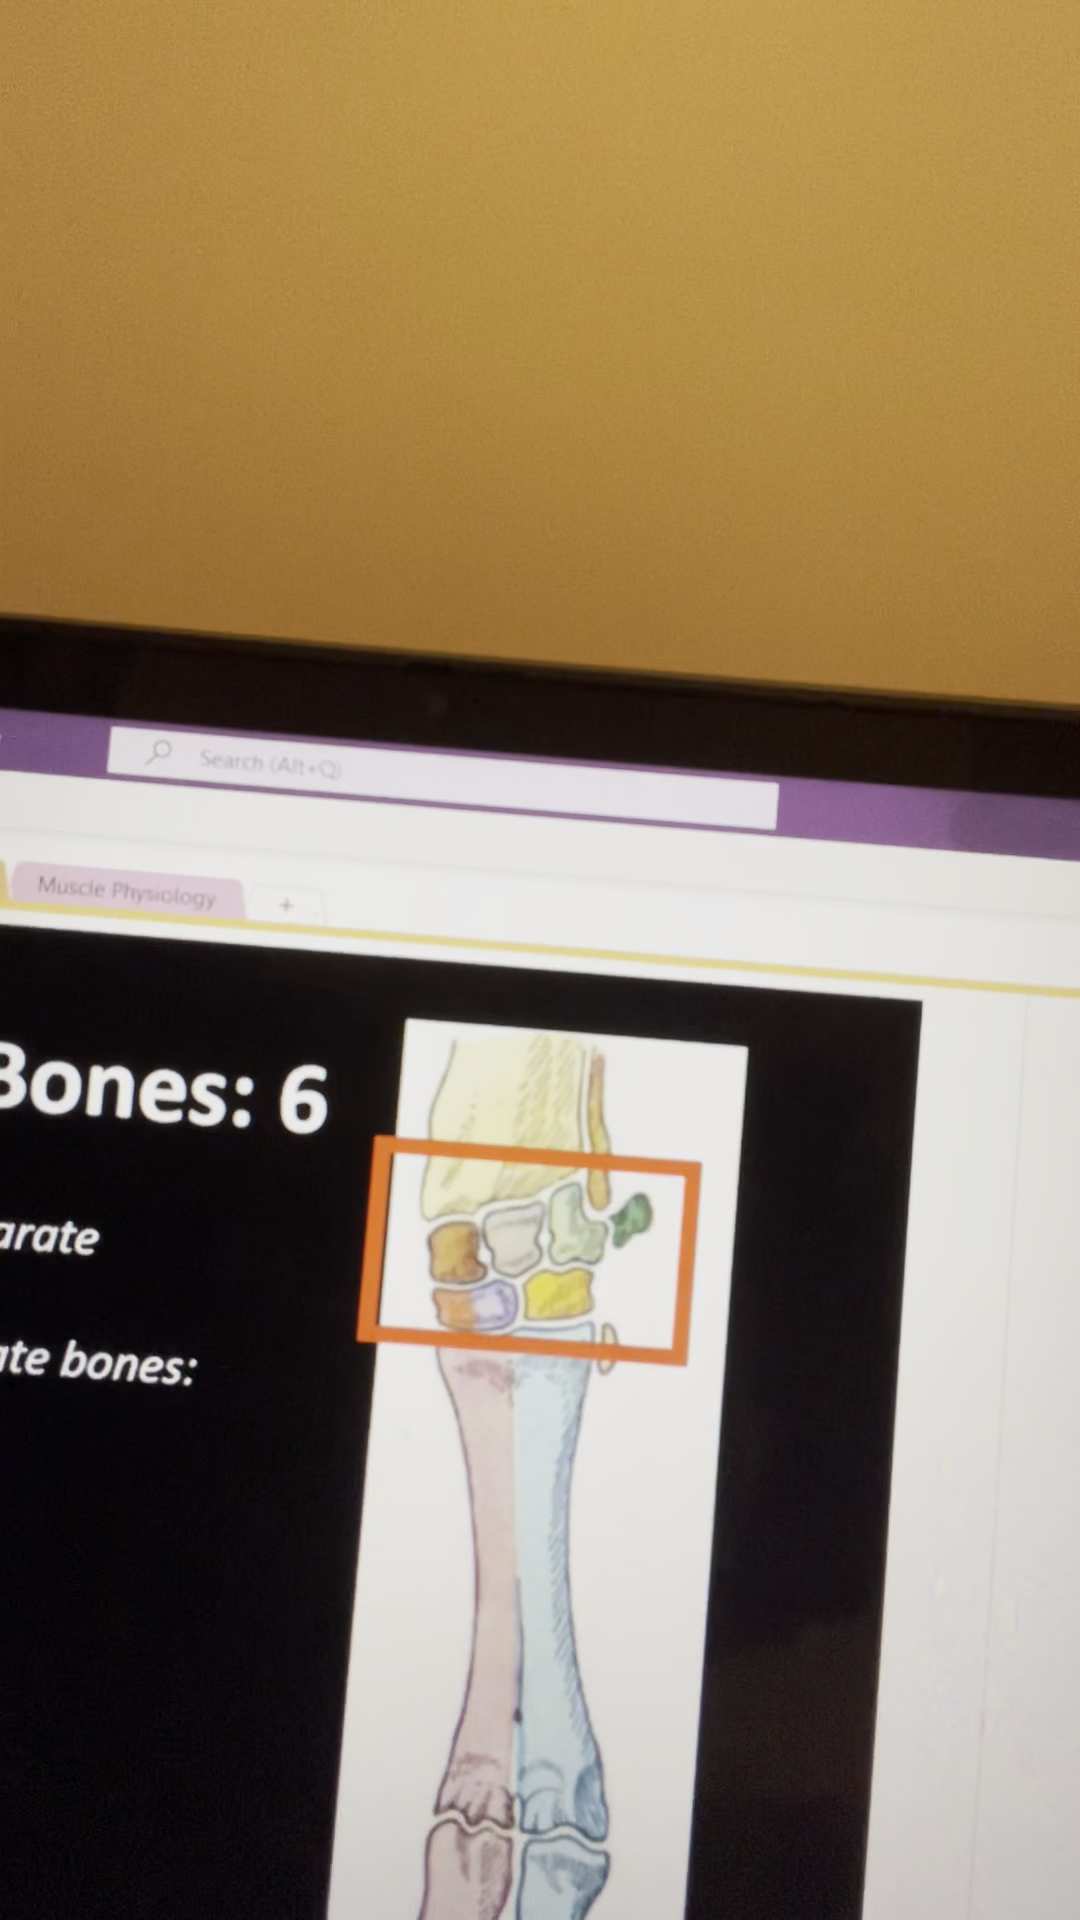 Search (Alt+Q)
Muscle Physiology
+
Bones: 6
arate
ate bones: